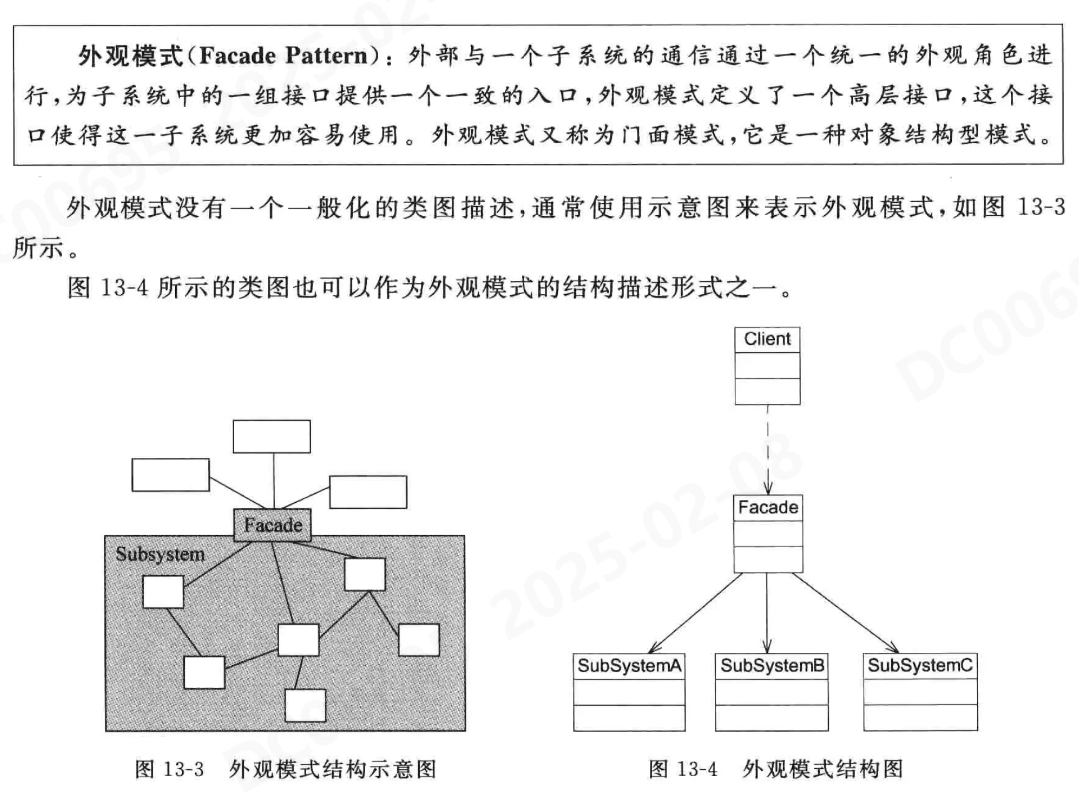 外观模式(Facade Pattern)：外部与一个子系统的通信通过一个统一的外观角色进
行,为子系统中的一组接口提供一个一致的入口,外观模式定义了一个高层接口,这个接
口使得这一子系统更加容易使用。外观模式又称为门面模式,它是一种对象结构型模式。
外观模式没有一个一般化的类图描述,通常使用示意图来表示外观模式,如图 13-3
所示。
图 13-4 所示的类图也可以作为外观模式的结构描述形式之一。
Facade
Subsystem
图 13-3 外观模式结构示意图
Client
Facade
SubSystemA SubSystemB SubSystemC
图 13-4 外观模式结构图
2025-02-08
DC00695